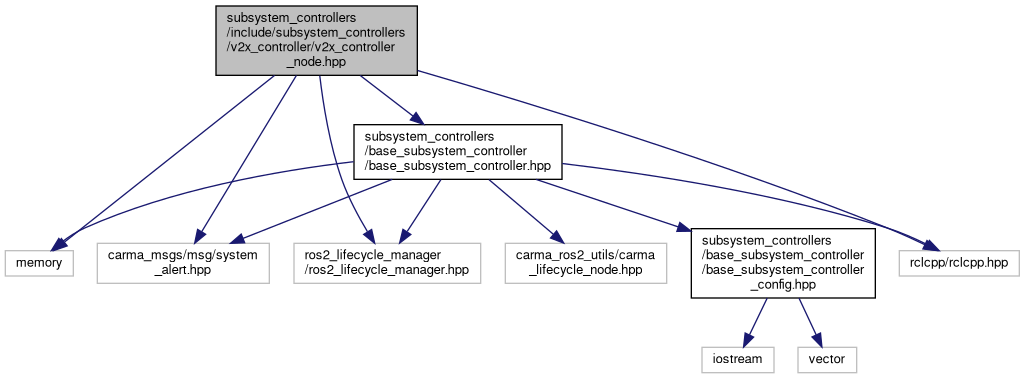 subsystem_controllers
/include/subsystem_controllers
/v2x_controller/v2x_controller
_node.hpp
subsystem_controllers
/base_subsystem_controller
/base_subsystem_controller.hpp
memory
carma_msgs/msg/system
_alert.hpp
ros2_lifecycle_manager
/ros2_lifecycle_manager.hpp
carma_ros2_utils/carma
_lifecycle_node.hpp
subsystem_controllers
/base_subsystem_controller
/base_subsystem_controller
_config.hpp
rclcpp/rclcpp.hpp
iostream
vector